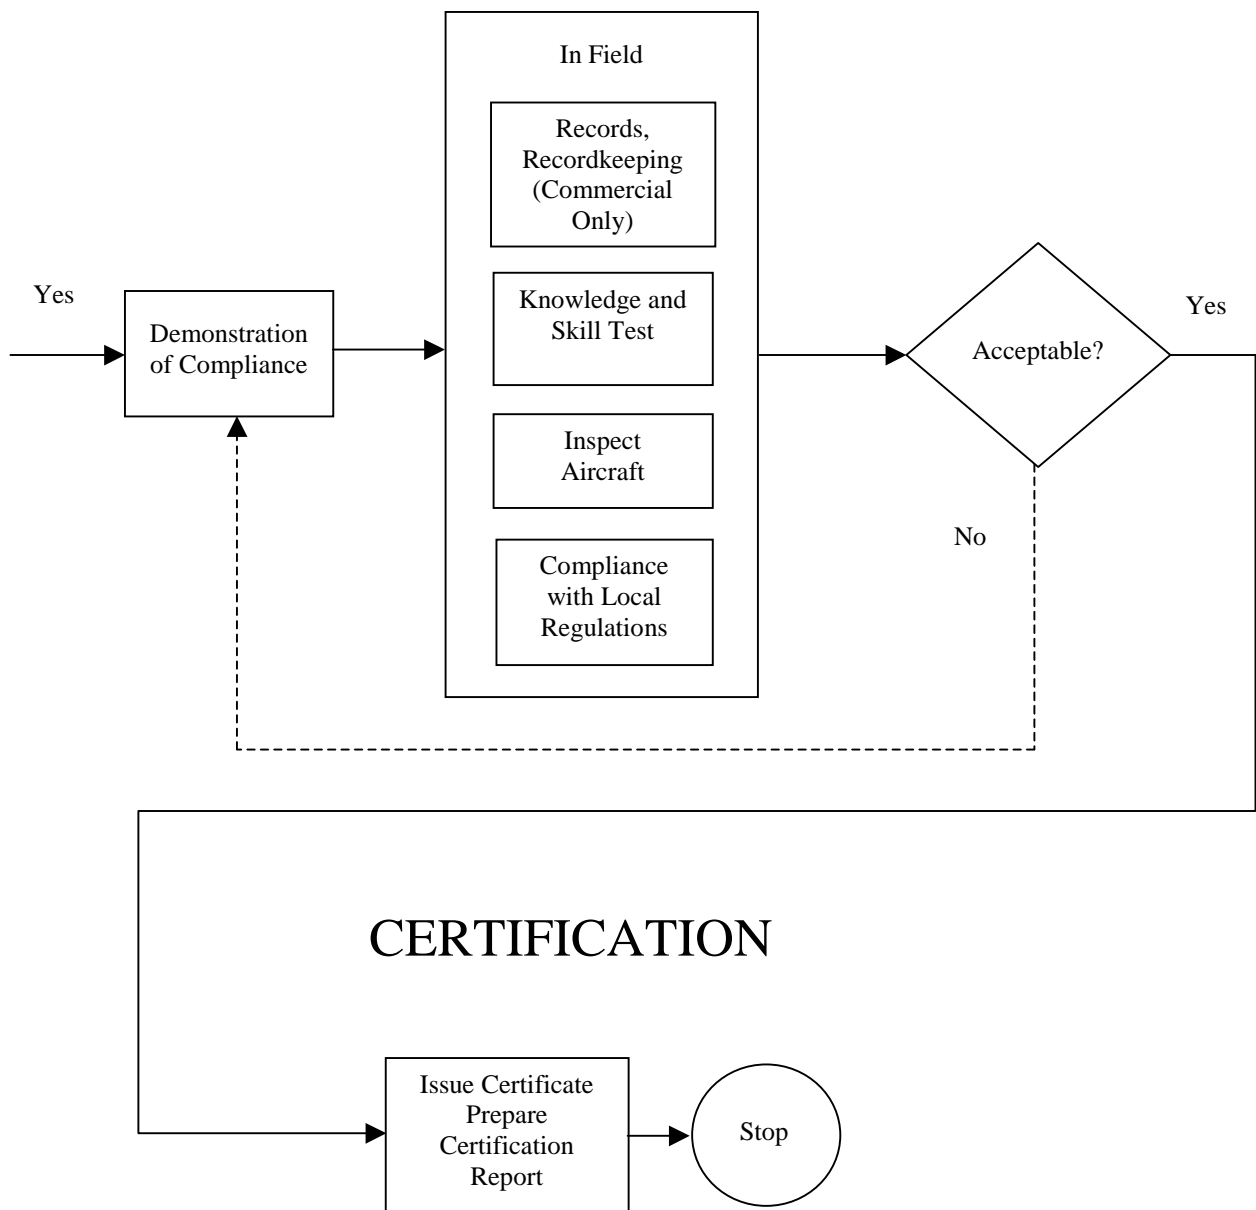 In Field
Records,
Recordkeeping
(Commercial
Only)
Yes
Demonstration
of Compliance
Knowledge and
Skill Test
Acceptable?
Yes
Inspect
Aircraft
No
Compliance
with Local
Regulations
CERTIFICATION
Issue Certificate
Prepare
Certification
Report
Stop